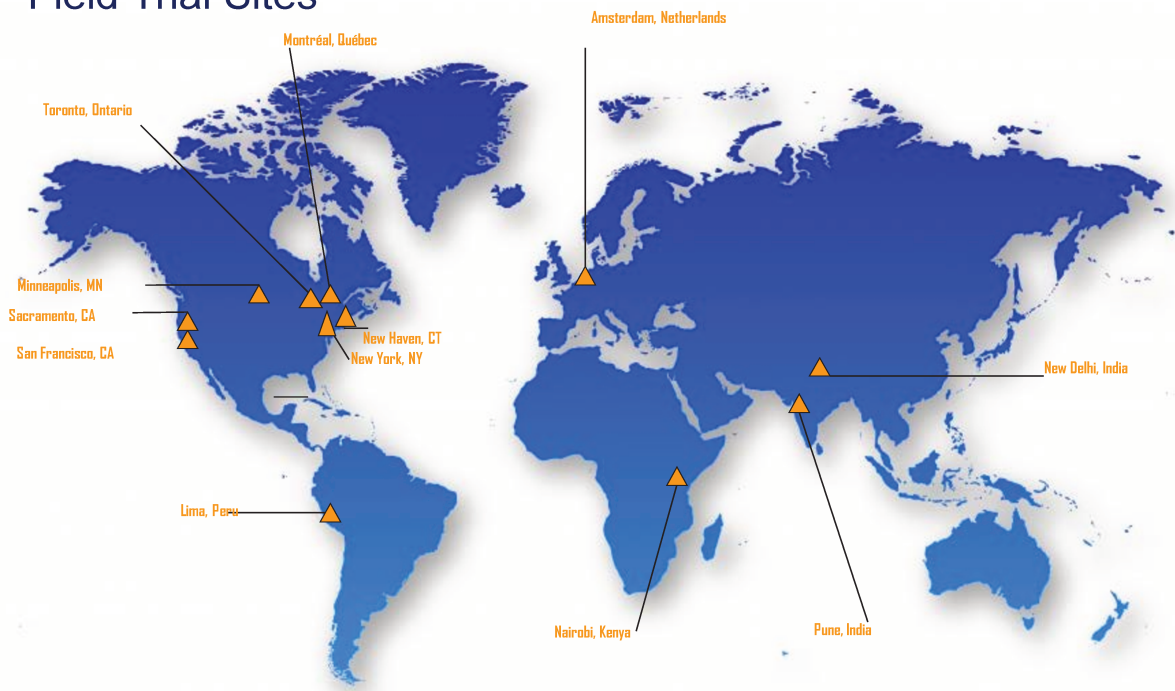 Field Trial Sites
Amsterdam, Netherlands
Montréal, Québec
Toronto, Ontario
Minneapolis, MN
Sacramento, CA
San Francisco, CA
New Haven, CT
New York, NY
New Delhi, India
Lima, Peru
Nairobi, Kenya
Pune, India